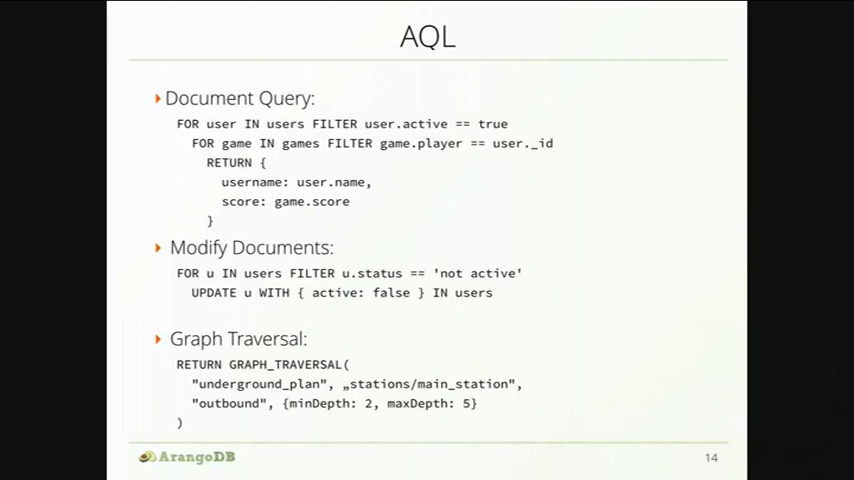 AQL
Document Query:
FOR user IN users FILTER user.active == true
FOR game IN games FILTER game.player == user._id
RETURN {
username: user.name,
score: game.score
}
Modify Documents:
FOR u IN users FILTER u.status == 'not active'
UPDATE u WITH { active: false } IN users
Graph Traversal:
RETURN GRAPH_TRAVERSAL(
"underground_plan", „stations/main_station",
"outbound", {minDepth: 2, maxDepth: 5}
)
ArangoDB
14